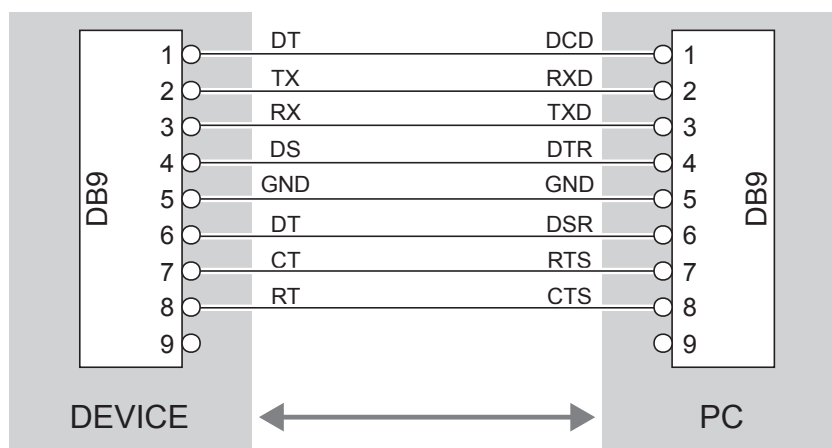 DT DCD
1 1
TX RXD
2 2
RX TXD
3 3
DS DTR
4 4
GND GND
5 5
DT DSR
6 6
CT RTS
7 7
RT CTS
8 8
9 9
DB9 DB9
DEVICE PC